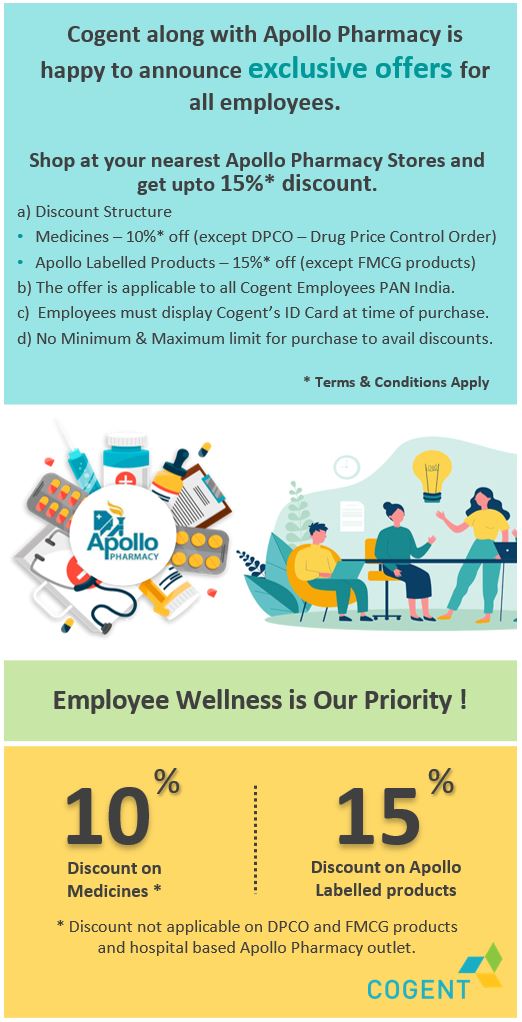 Cogent along with Apollo Pharmacy is
happy to announce exclusive offers for
all employees.
Shop at your nearest Apollo Pharmacy Stores and
get upto 15%* discount.
a) Discount Structure
• Medicines – 10%* off (except DPCO – Drug Price Control Order)
• Apollo Labelled Products – 15%* off (except FMCG products)
b) The offer is applicable to all Cogent Employees PAN India.
c) Employees must display Cogent's ID Card at time of purchase.
d) No Minimum & Maximum limit for purchase to avail discounts.
* Terms & Conditions Apply
Apollo
PHARMACY
Employee Wellness is Our Priority !
10%
Discount on
Medicines *
15%
Discount on Apollo
Labelled products
* Discount not applicable on DPCO and FMCG products
and hospital based Apollo Pharmacy outlet.
COGENT